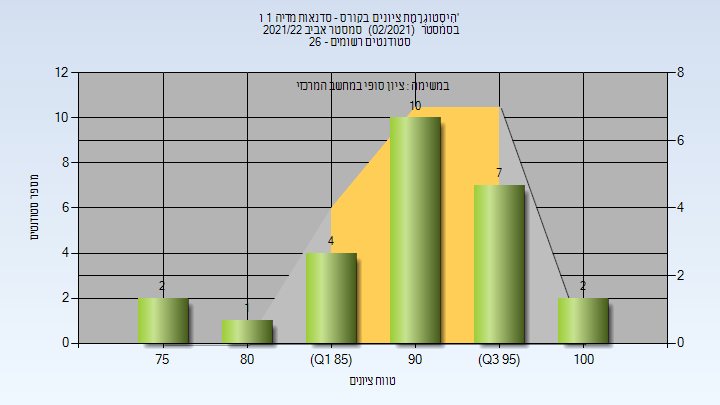 הִיסְטוֹגְרָמַת ציונים בקורס - סדנאות מדיה 1 ו'
בסמסטר (02/2021) סמסטר אביב 2021/22
סטודנטים רשומים - 26
במשימה : ציון סופי במחשב המרכזי
מספר סטודנטים
12
10
8
6
4
2
0
8
6
4
2
0
2
1
4
10
7
2
75
80
(Q1 85)
90
(Q3 95)
100
טווח ציונים